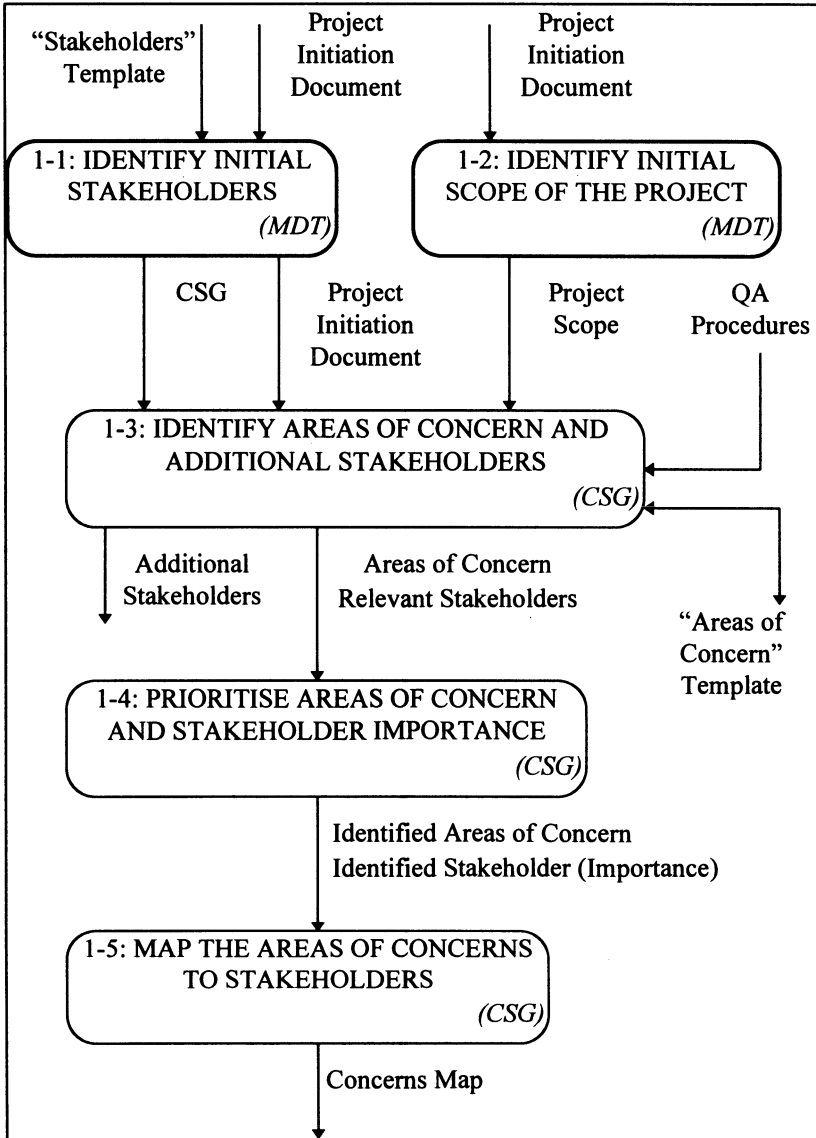 “Stakeholders”
Template
Project
Initiation
Document
Project
Initiation
Document
1-1: IDENTIFY INITIAL
STAKEHOLDERS
(MDT)
1-2: IDENTIFY INITIAL
SCOPE OF THE PROJECT
(MDT)
CSG
Project
Initiation
Document
Project
Scope
QA
Procedures
1-3: IDENTIFY AREAS OF CONCERN AND
ADDITIONAL STAKEHOLDERS
(CSG)
Additional
Stakeholders
Areas of Concern
Relevant Stakeholders
“Areas of
Concern”
Template
1-4: PRIORITISE AREAS OF CONCERN
AND STAKEHOLDER IMPORTANCE
(CSG)
Identified Areas of Concern
Identified Stakeholder (Importance)
1-5: MAP THE AREAS OF CONCERNS
TO STAKEHOLDERS
(CSG)
Concerns Map